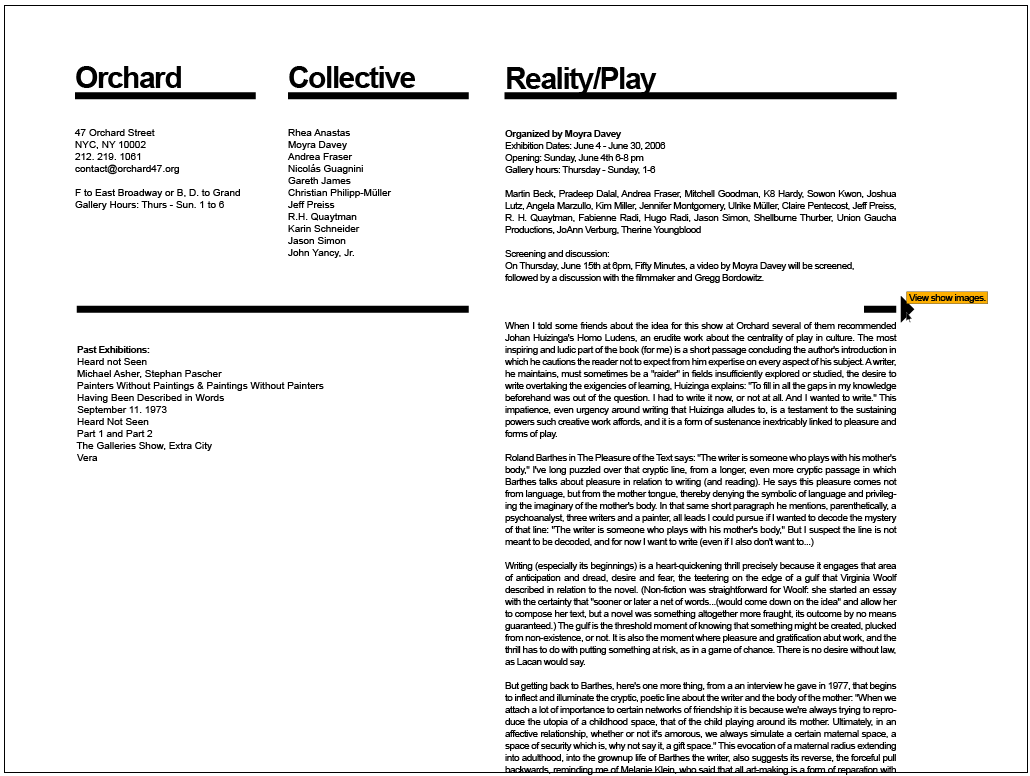 Orchard
47 Orchard Street
NYC, NY 10002
212. 219. 1061
contact@orchard47.org
F to East Broadway or B, D. to Grand
Gallery Hours: Thurs - Sun. 1 to 6
Collective
Rhea Anastas
Moyra Davey
Andrea Fraser
Nicolás Guagnini
Gareth James
Christian Philipp-Müller
Jeff Preiss
R.H. Quaytman
Karin Schneider
Jason Simon
John Yancy, Jr.
Past Exhibitions:
Heard not Seen
Michael Asher, Stephan Pascher
Painters Without Paintings & Paintings Without Painters
Having Been Described in Words
September 11. 1973
Heard Not Seen
Part 1 and Part 2
The Galleries Show, Extra City
Vera
Reality/Play
Organized by Moyra Davey
Exhibition Dates: June 4 - June 30, 2006
Opening: Sunday, June 4th 6-8 pm
Gallery hours: Thursday - Sunday, 1-6
Martin Beck, Pradeep Dalal, Andrea Fraser, Mitchell Goodman, K8 Hardy, Sowon Kwon, Joshua
Lutz, Angela Marzullo, Kim Miller, Jennifer Montgomery, Ulrike Müller, Claire Pentecost, Jeff Preiss,
R. H. Quaytman, Fabienne Radi, Hugo Radi, Jason Simon, Shellburne Thurber, Union Gaucha
Productions, JoAnn Verburg, Therine Youngblood
Screening and discussion:
On Thursday, June 15th at 6pm, Fifty Minutes, a video by Moyra Davey will be screened,
followed by a discussion with the filmmaker and Gregg Bordowitz.
View show images.
When I told some friends about the idea for this show at Orchard several of them recommended
Johan Huizinga's Homo Ludens, an erudite work about the centrality of play in culture. The most
inspiring and ludic part of the book (for me) is a short passage concluding the author's introduction in
which he cautions the reader not to expect from him expertise on every aspect of his subject. A writer,
he maintains, must sometimes be a "raider" in fields insufficiently explored or studied, the desire to
write overtaking the exigencies of learning, Huizinga explains: "To fill in all the gaps in my knowledge
beforehand was out of the question. I had to write it now, or not at all. And I wanted to write." This
impatience, even urgency around writing that Huizinga alludes to, is a testament to the sustaining
powers such creative work affords, and it is a form of sustenance inextricably linked to pleasure and
forms of play.
Roland Barthes in The Pleasure of the Text says: "The writer is someone who plays with his mother's
body," I've long puzzled over that cryptic line, from a longer, even more cryptic passage in which
Barthes talks about pleasure in relation to writing (and reading). He says this pleasure comes not
from language, but from the mother tongue, thereby denying the symbolic of language and privileg-
ing the imaginary of the mother's body. In that same short paragraph he mentions, parenthetically, a
psychoanalyst, three writers and a painter, all leads I could pursue if I wanted to decode the mystery
of that line: "The writer is someone who plays with his mother's body," But I suspect the line is not
meant to be decoded, and for now I want to write (even if I also don't want to...)
Writing (especially its beginnings) is a heart-quickening thrill precisely because it engages that area
of anticipation and dread, desire and fear, the teetering on the edge of a gulf that Virginia Woolf
described in relation to the novel. (Non-fiction was straightforward for Woolf: she started an essay
with the certainty that "sooner or later a net of words...(would come down on the idea" and allow her
to compose her text, but a novel was something altogether more fraught, its outcome by no means
guaranteed.) The gulf is the threshold moment of knowing that something might be created, plucked
from non-existence, or not. It is also the moment where pleasure and gratification abut work, and the
thrill has to do with putting something at risk, as in a game of chance. There is no desire without law,
as Lacan would say.
But getting back to Barthes, here's one more thing, from a an interview he gave in 1977, that begins
to inflect and illuminate the cryptic, poetic line about the writer and the body of the mother: "When we
attach a lot of importance to certain networks of friendship it is because we're always trying to repro-
duce the utopia of a childhood space, that of the child playing around its mother. Ultimately, in an
affective relationship, whether or not it's amorous, we always simulate a certain maternal space, a
space of security which is, why not say it, a gift space." This evocation of a maternal radius extending
into adulthood, into the grownup life of Barthes the writer, also suggests its reverse, the forceful pull
backwards, reminding me of Melanie Klein, who said that all art-making is a form of reparation with